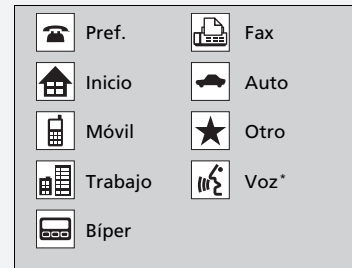 Pref.
Fax
Inicio
Auto
Móvil
Otro
Trabajo
Voz*
Bíper